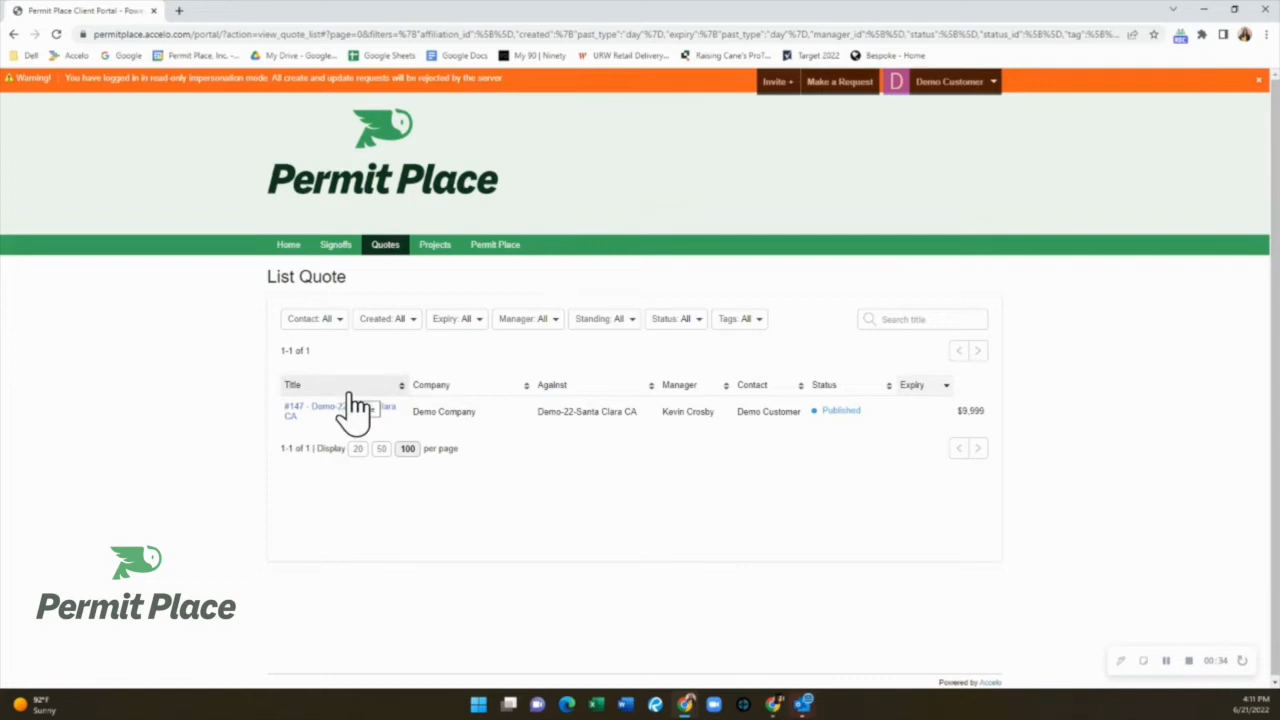 Permit Place Client Portal - Powe
permitplace.accelo.com/portal/?action=view_quote_list#?page=0&filters=%7B"affiliation_id":%5B%5D,"created":%7B"past_type":"day"%7D,"expiry":%7B"past_type":"day"%7D,"manager_id":%5B%5D,"status":%5B%5D,"status_id":%5B%5D,"tag":%5B%...
Dell Accelo Google Permit Place, Inc. -... My Drive - Google... Google Sheets Google Docs My 90 | Ninety URW Retail Delivery... Raising Cane's ProT... Target 2022 Bespoke - Home
Warning! You have logged in in read-only impersonation mode. All create and update requests will be rejected by the server
Invite + Make a Request D Demo Customer
Permit Place
Home Signoffs Quotes Projects Permit Place
List Quote
Contact: All Created: All Expiry: All Manager: All Standing: All Status: All Tags: All Search title
1-1 of 1
Title Company Against Manager Contact Status Expiry
#147 - Demo-22 lara CA Demo Company Demo-22-Santa Clara CA Kevin Crosby Demo Customer Published $9,999
1-1 of 1 | Display 20 50 100 per page
Permit Place
00:34
Powered by Accelo
92°F
Sunny
4:11 PM
6/21/2022